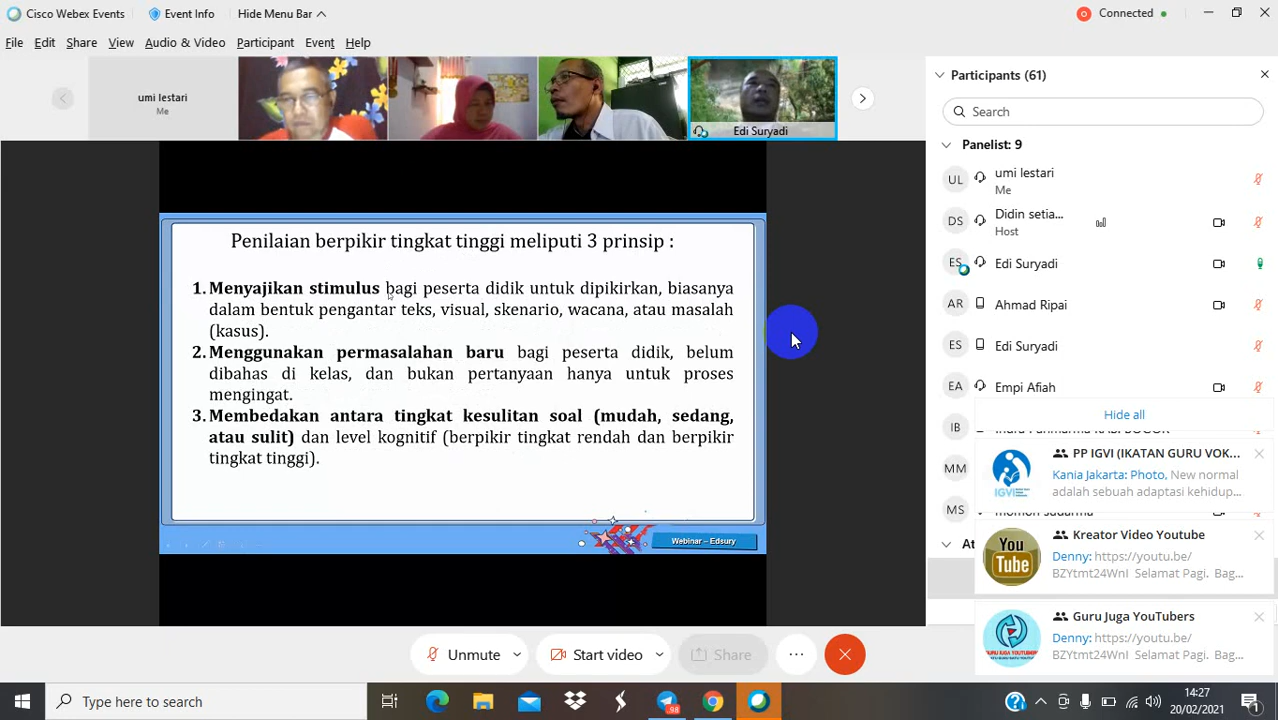 Cisco Webex Events
Event Info
Hide Menu Bar
Connected
File Edit Share View Audio & Video Participant Event Help
umi lestari
Me
Edi Suryadi
Penilaian berpikir tingkat tinggi meliputi 3 prinsip :
1. Menyajikan stimulus bagi peserta didik untuk dipikirkan, biasanya
dalam bentuk pengantar teks, visual, skenario, wacana, atau masalah
(kasus).
2. Menggunakan permasalahan baru bagi peserta didik, belum
dibahas di kelas, dan bukan pertanyaan hanya untuk proses
mengingat.
3. Membedakan antara tingkat kesulitan soal (mudah, sedang,
atau sulit) dan level kognitif (berpikir tingkat rendah dan berpikir
tingkat tinggi).
Webinar – Edsury
Participants (61)
Search
Panelist: 9
UL umi lestari
Me
DS Didin setia...
Host
ES Edi Suryadi
AR Ahmad Ripai
ES Edi Suryadi
EA Empi Afiah
IB
MM
MS
Hide all
PP IGVI (IKATAN GURU VOK...
IGVI
Kania Jakarta: Photo, New normal
adalah sebuah adaptasi kehidup...
Kreator Video Youtube
You
Tube
Denny: https://youtu.be/
BZYtmt24WnI Selamat Pagi. Bag...
Guru Juga YouTubers
Denny: https://youtu.be/
BZYtmt24WnI Selamat Pagi. Bag...
Unmute
Start video
Share
Type here to search
98
14:27
20/02/2021
1